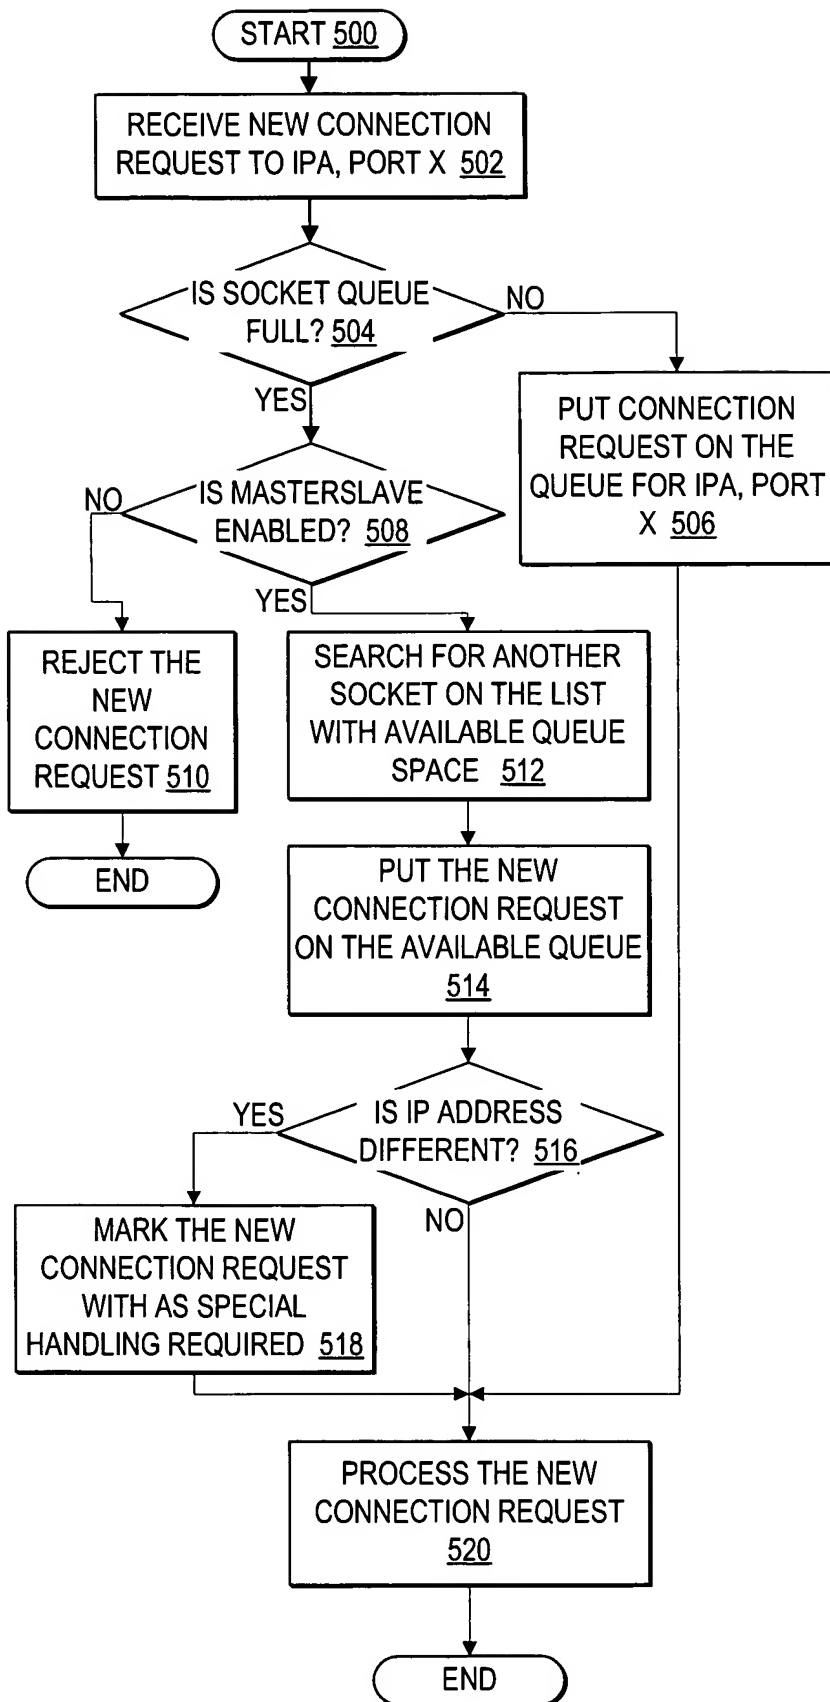 START 500
RECEIVE NEW CONNECTION
REQUEST TO IPA, PORT X 502
IS SOCKET QUEUE
FULL? 504
NO
YES
PUT CONNECTION
REQUEST ON THE
QUEUE FOR IPA, PORT
X 506
IS MASTERSLAVE
ENABLED? 508
NO
YES
REJECT THE
NEW
CONNECTION
REQUEST 510
END
SEARCH FOR ANOTHER
SOCKET ON THE LIST
WITH AVAILABLE QUEUE
SPACE 512
PUT THE NEW
CONNECTION REQUEST
ON THE AVAILABLE QUEUE
514
IS IP ADDRESS
DIFFERENT? 516
YES
NO
MARK THE NEW
CONNECTION REQUEST
WITH AS SPECIAL
HANDLING REQUIRED 518
PROCESS THE NEW
CONNECTION REQUEST
520
END